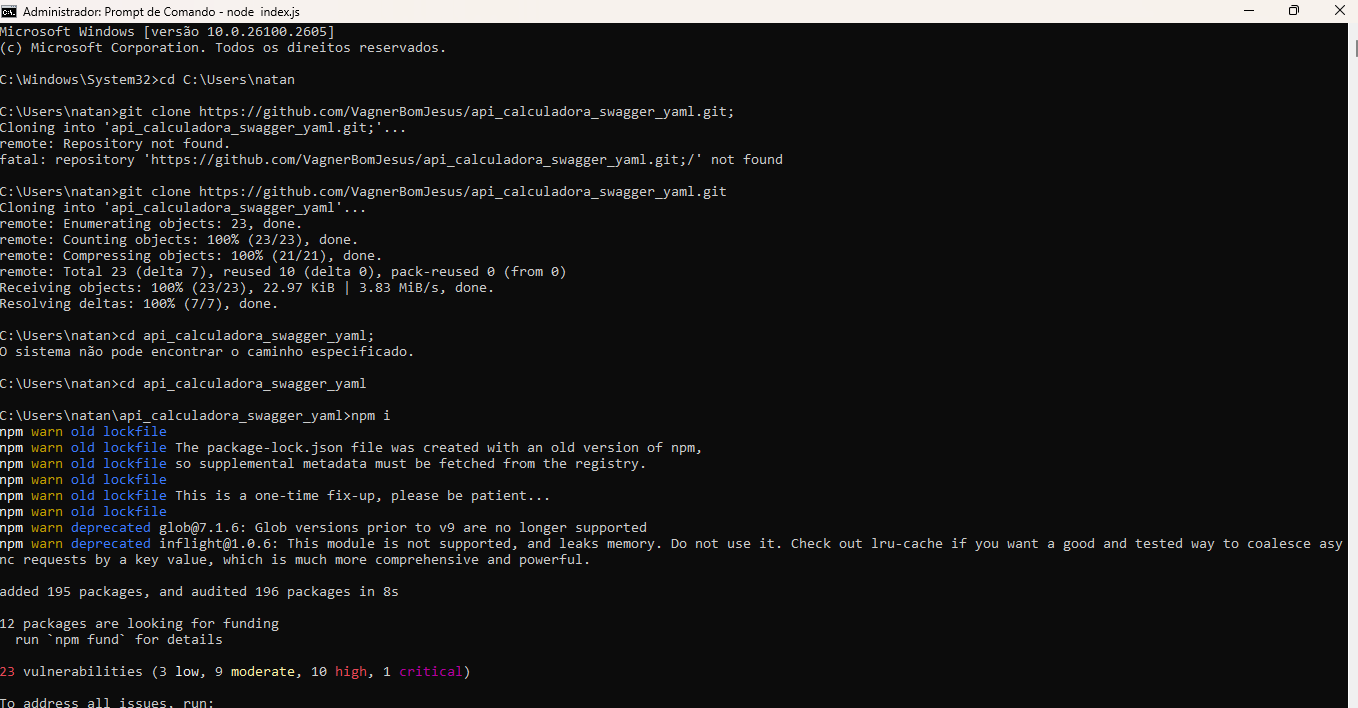 Administrador: Prompt de Comando - node index.js
Microsoft Windows [versão 10.0.26100.2605]
(c) Microsoft Corporation. Todos os direitos reservados.
C:\Windows\System32>cd C:\Users\natan
C:\Users\natan>git clone https://github.com/VagnerBomJesus/api_calculadora_swagger_yaml.git;
Cloning into 'api_calculadora_swagger_yaml.git;'...
remote: Repository not found.
fatal: repository 'https://github.com/VagnerBomJesus/api_calculadora_swagger_yaml.git;/' not found
C:\Users\natan>git clone https://github.com/VagnerBomJesus/api_calculadora_swagger_yaml.git
Cloning into 'api_calculadora_swagger_yaml'...
remote: Enumerating objects: 23, done.
remote: Counting objects: 100% (23/23), done.
remote: Compressing objects: 100% (21/21), done.
remote: Total 23 (delta 7), reused 10 (delta 0), pack-reused 0 (from 0)
Receiving objects: 100% (23/23), 22.97 KiB | 3.83 MiB/s, done.
Resolving deltas: 100% (7/7), done.
C:\Users\natan>cd api_calculadora_swagger_yaml;
O sistema não pode encontrar o caminho especificado.
C:\Users\natan>cd api_calculadora_swagger_yaml
C:\Users\natan\api_calculadora_swagger_yaml>npm i
npm warn old lockfile
npm warn old lockfile The package-lock.json file was created with an old version of npm,
npm warn old lockfile so supplemental metadata must be fetched from the registry.
npm warn old lockfile
npm warn old lockfile This is a one-time fix-up, please be patient...
npm warn old lockfile
npm warn deprecated glob@7.1.6: Glob versions prior to v9 are no longer supported
npm warn deprecated inflight@1.0.6: This module is not supported, and leaks memory. Do not use it. Check out lru-cache if you want a good and tested way to coalesce asy
nc requests by a key value, which is much more comprehensive and powerful.
added 195 packages, and audited 196 packages in 8s
12 packages are looking for funding
  run `npm fund` for details
23 vulnerabilities (3 low, 9 moderate, 10 high, 1 critical)
To address all issues, run: